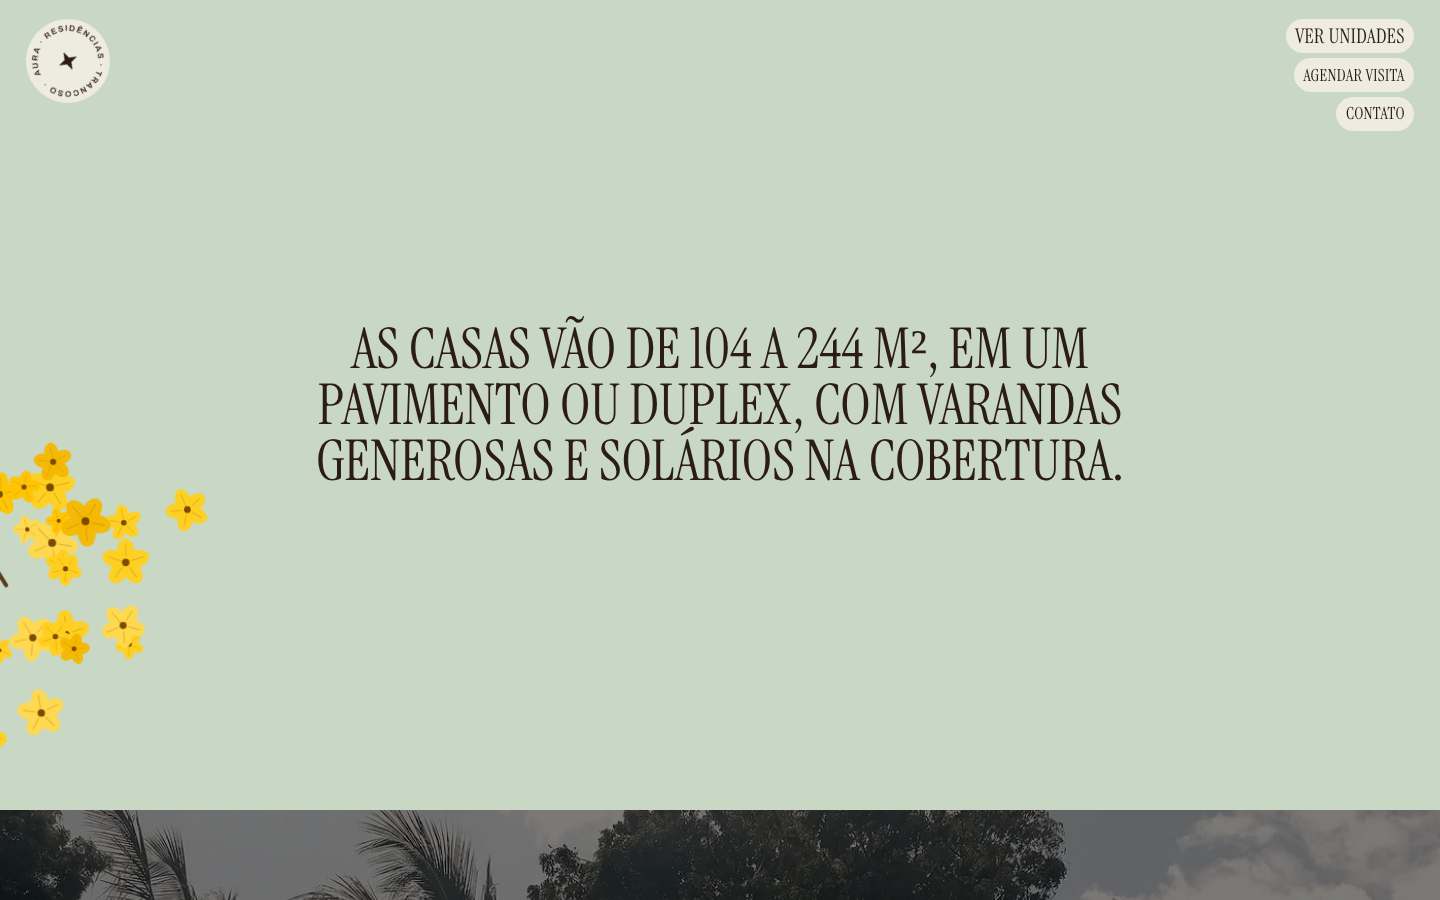 AURA · RESIDÊNCIAS · TRANCOSO ·
VER UNIDADES
AGENDAR VISITA
CONTATO
AS CASAS VÃO DE 104 A 244 M², EM UM
PAVIMENTO OU DUPLEX, COM VARANDAS
GENEROSAS E SOLÁRIOS NA COBERTURA.